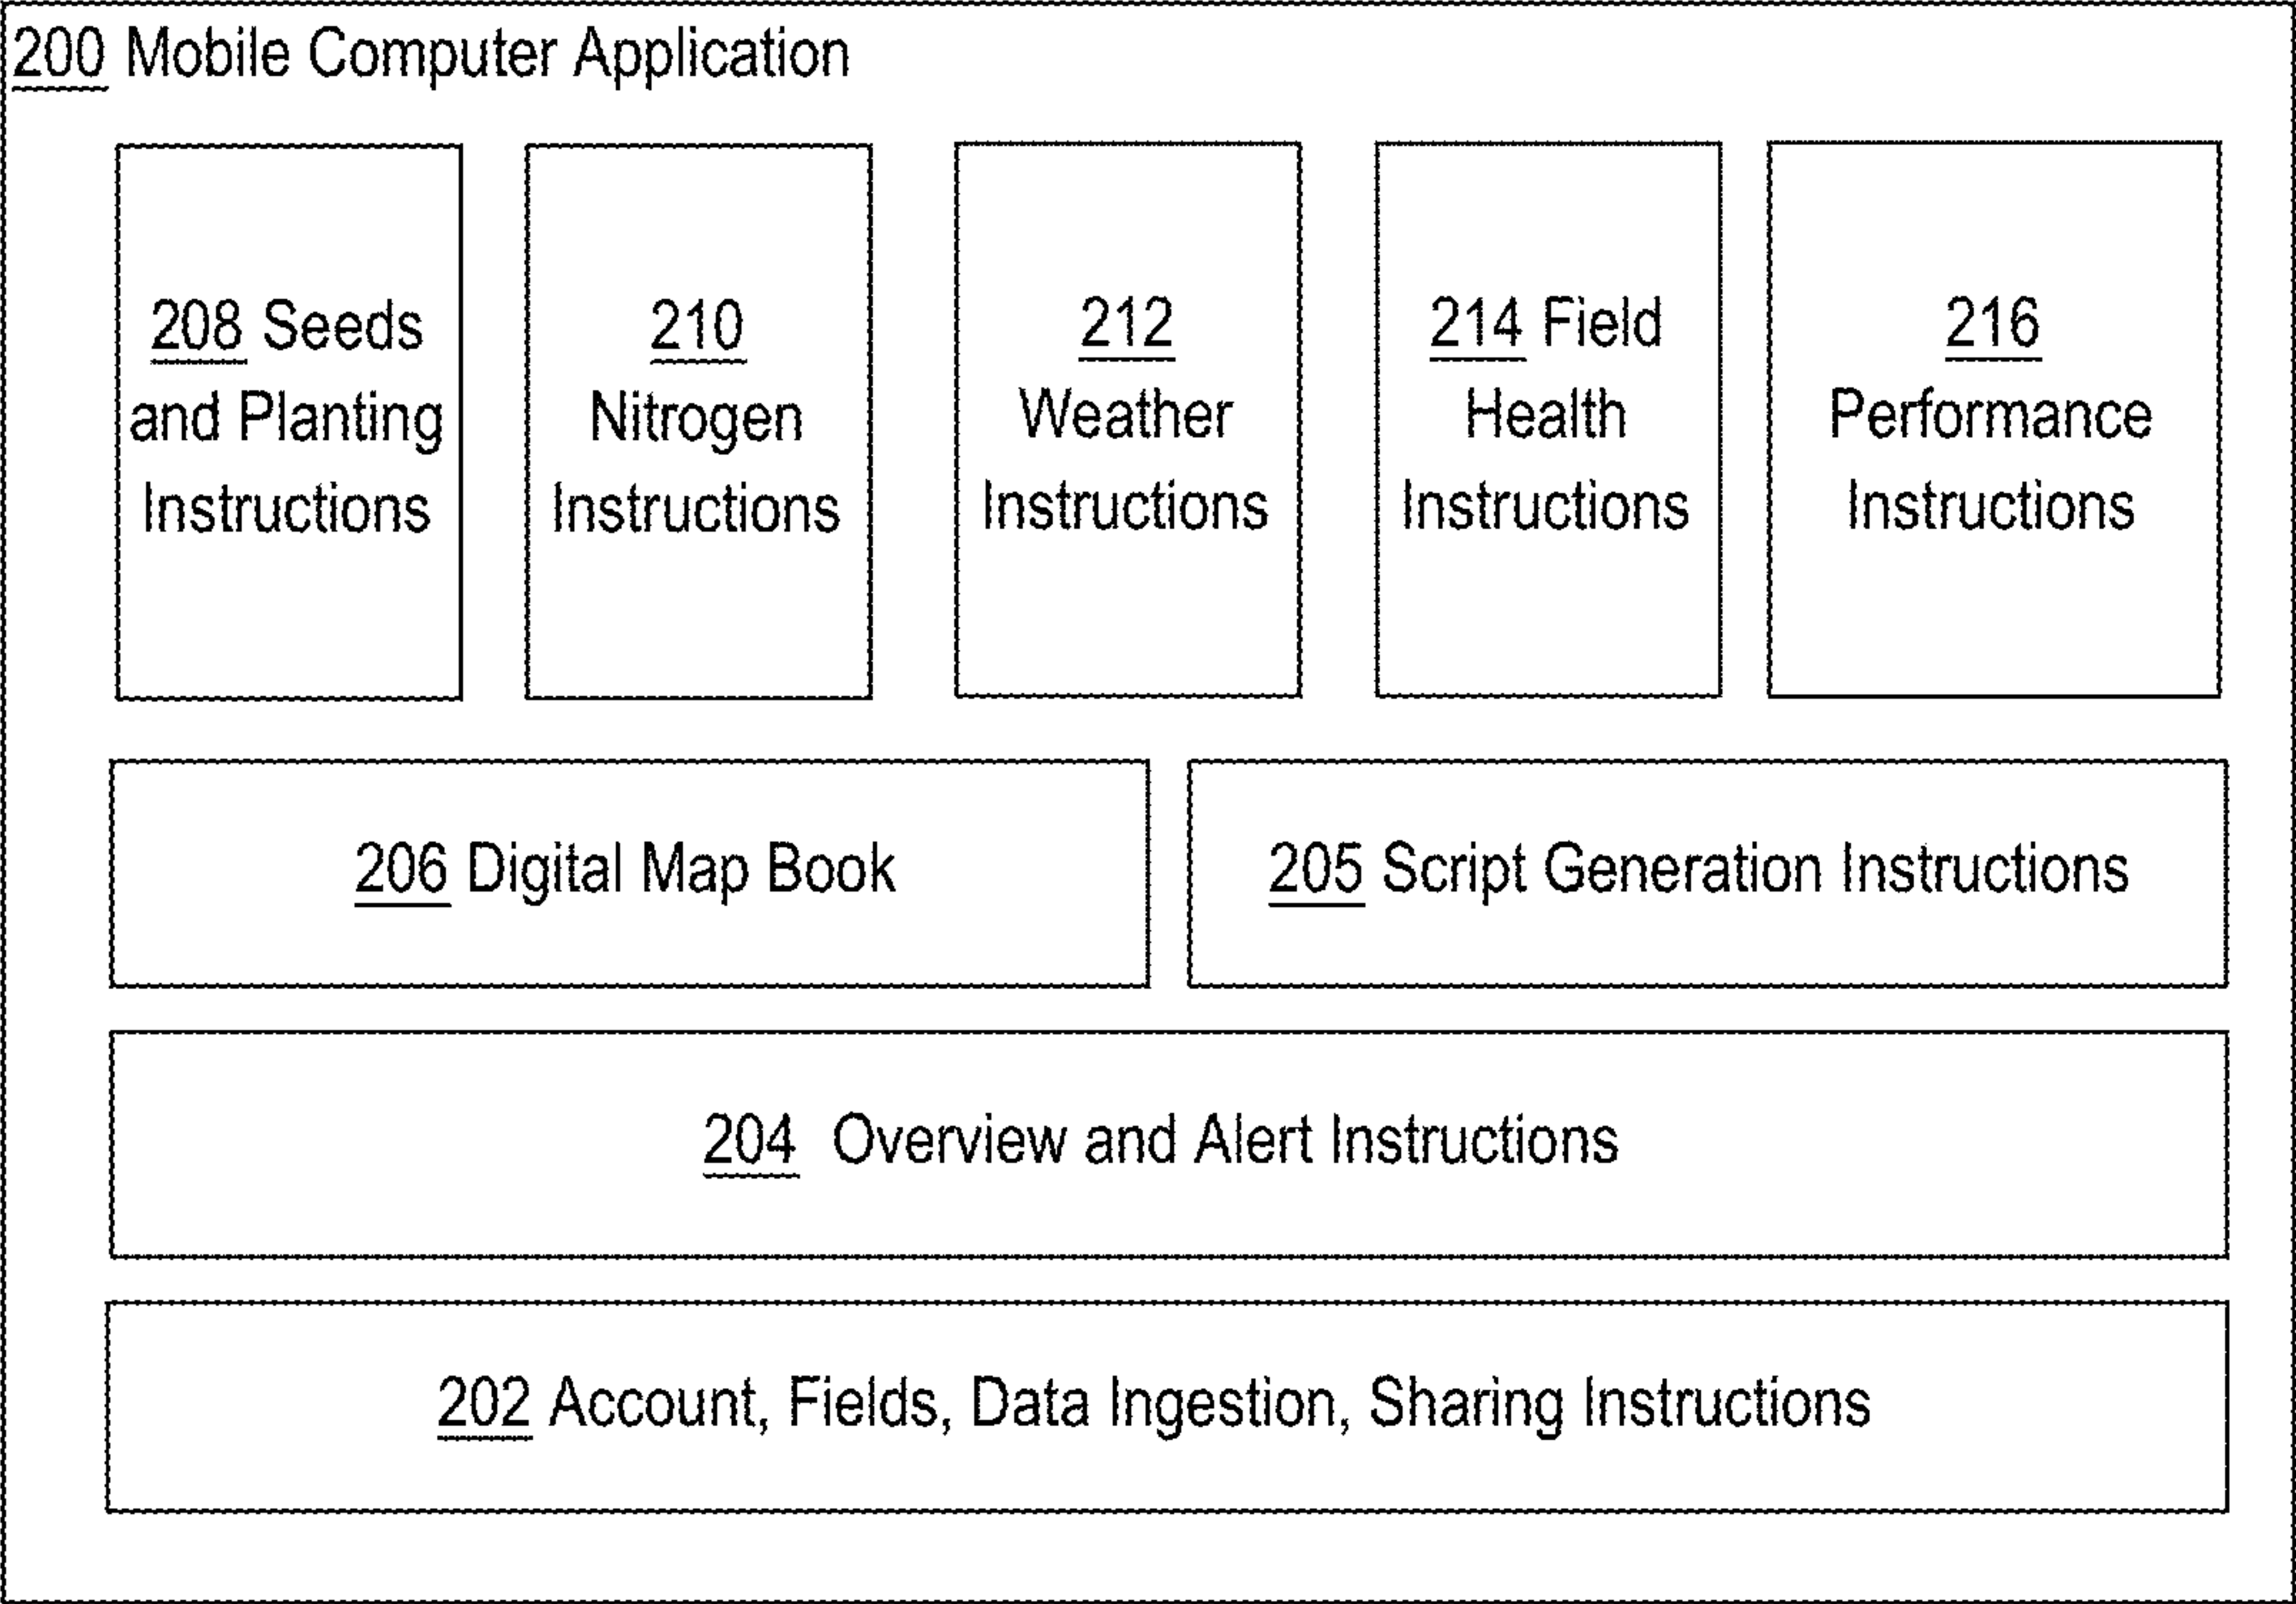 200 Mobile Computer Application
208 Seeds
and Planting
Instructions
210
Nitrogen
Instructions
212
Weather
Instructions
214 Field
Health
Instructions
216
Performance
Instructions
206 Digital Map Book
205 Script Generation Instructions
204 Overview and Alert Instructions
202 Account, Fields, Data Ingestion, Sharing Instructions